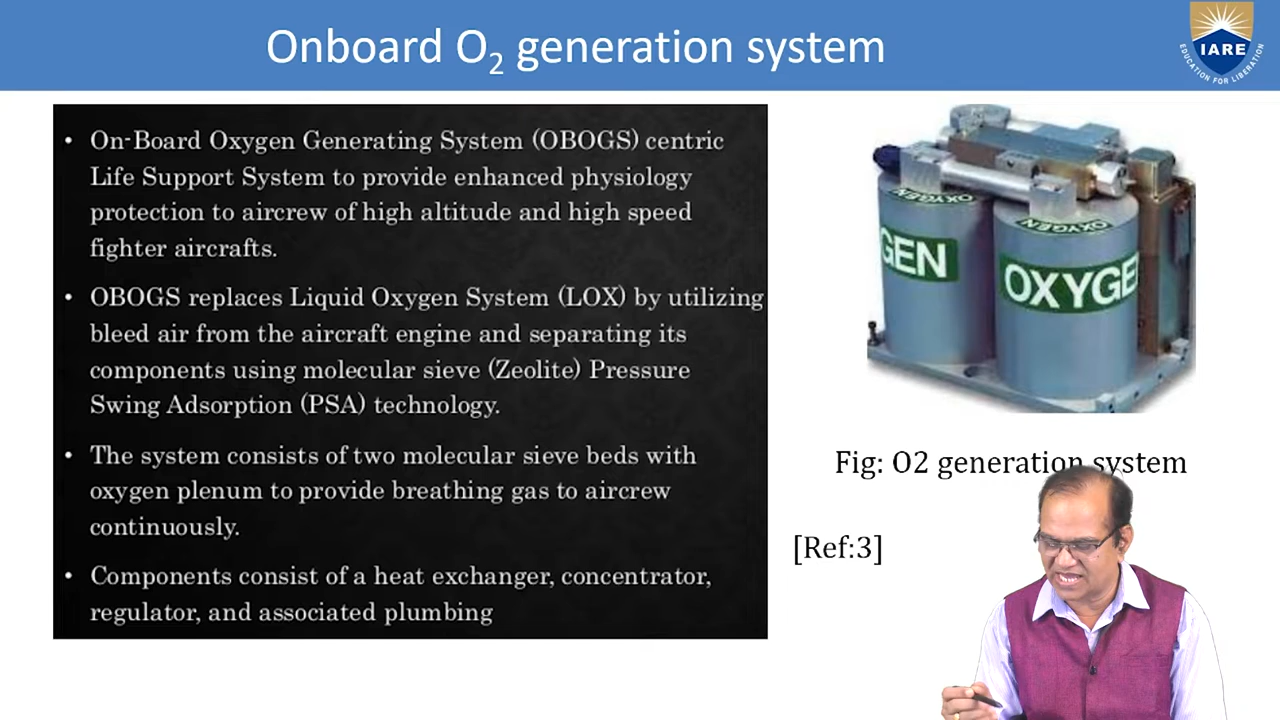 Onboard O₂ generation system
IARE
EDUCATION FOR LIBERATION
• On-Board Oxygen Generating System (OBOGS) centric
Life Support System to provide enhanced physiology
protection to aircrew of high altitude and high speed
fighter aircrafts.
• OBOGS replaces Liquid Oxygen System (LOX) by utilizing
bleed air from the aircraft engine and separating its
components using molecular sieve (Zeolite) Pressure
Swing Adsorption (PSA) technology.
• The system consists of two molecular sieve beds with
oxygen plenum to provide breathing gas to aircrew
continuously.
• Components consist of a heat exchanger, concentrator,
regulator, and associated plumbing
OXYGEN
OXYGEN
GEN
OXYGE
Fig: O2 generation system
[Ref:3]